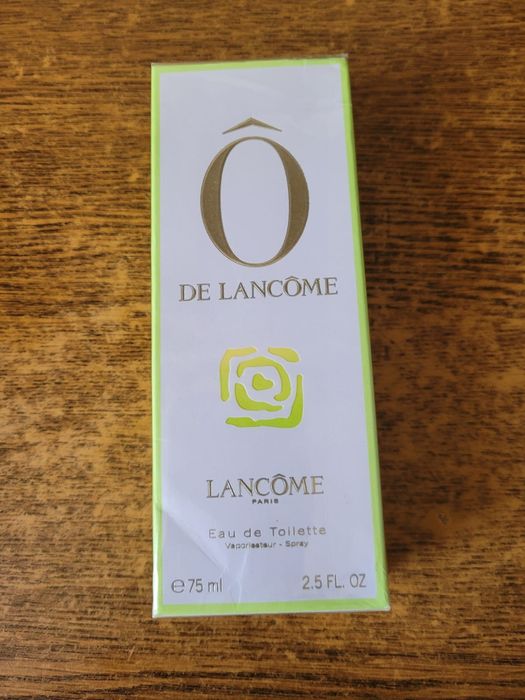 Ô
DE LANCÔME
LANCÔME
PARIS
Eau de Toilette
Vaporisateur - Spray
℮ 75 ml 2.5 FL. OZ